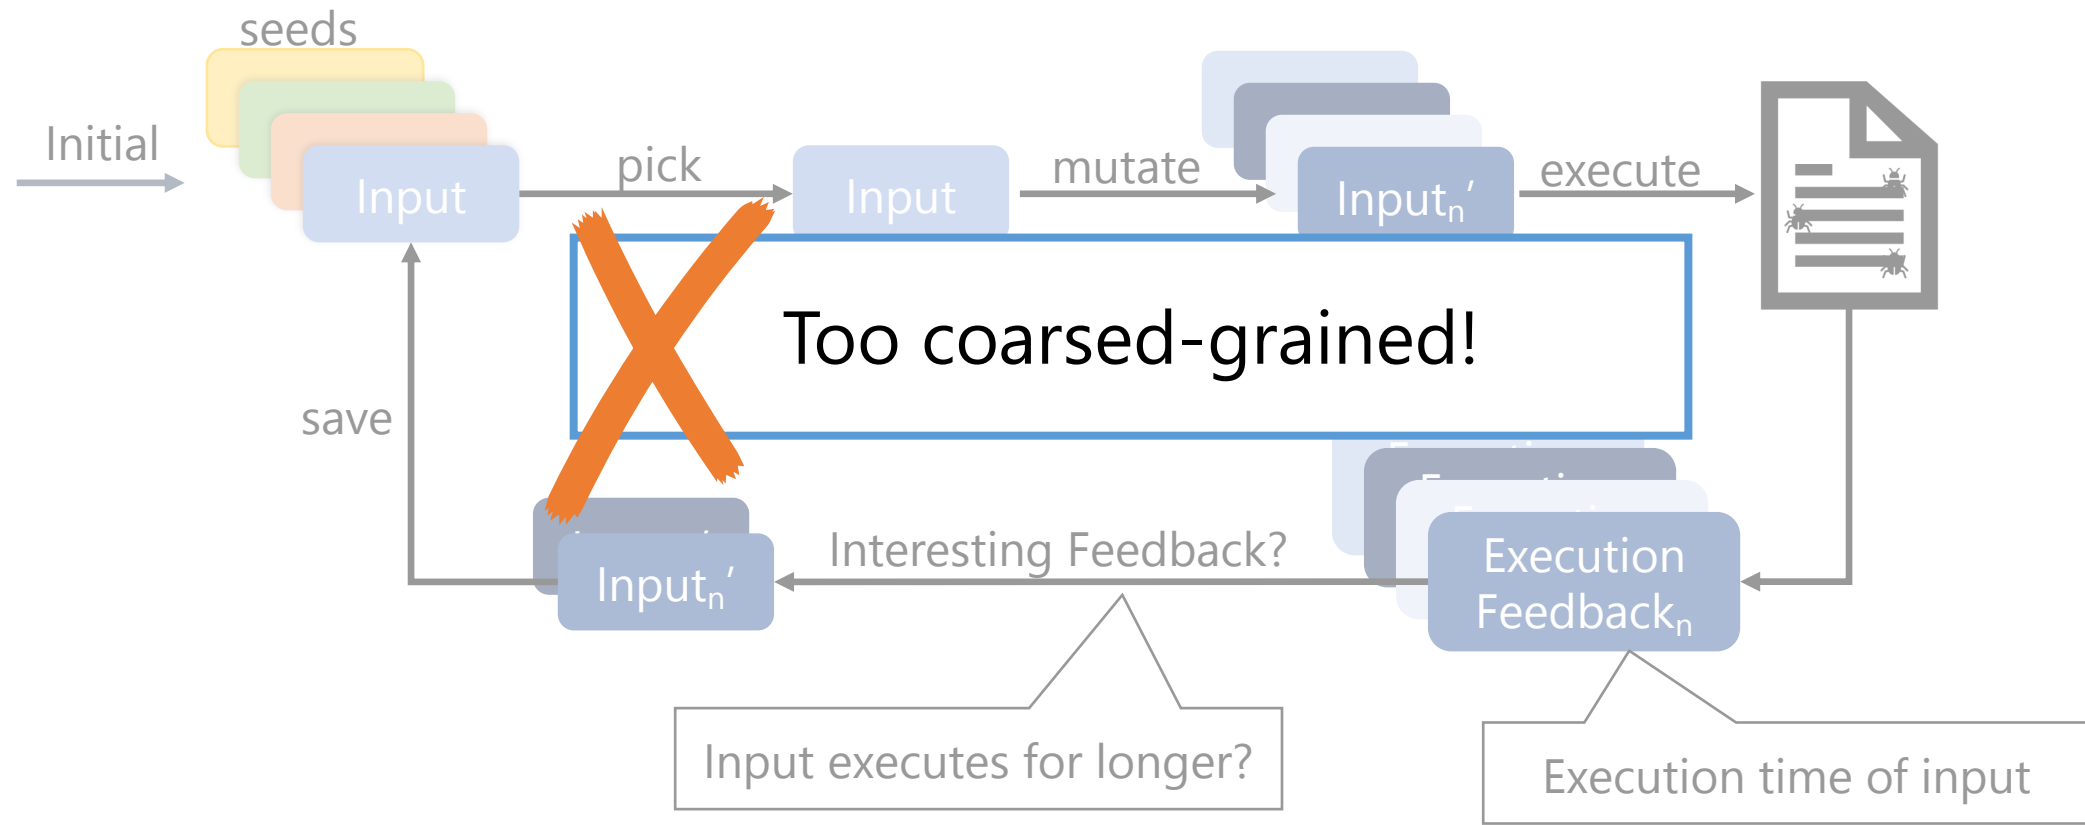 seeds
Initial
Input
pick
Input
mutate
Inputn′
execute
Too coarsed-grained!
save
Inputn′
Interesting Feedback?
Execution
Feedbackn
Input executes for longer?
Execution time of input